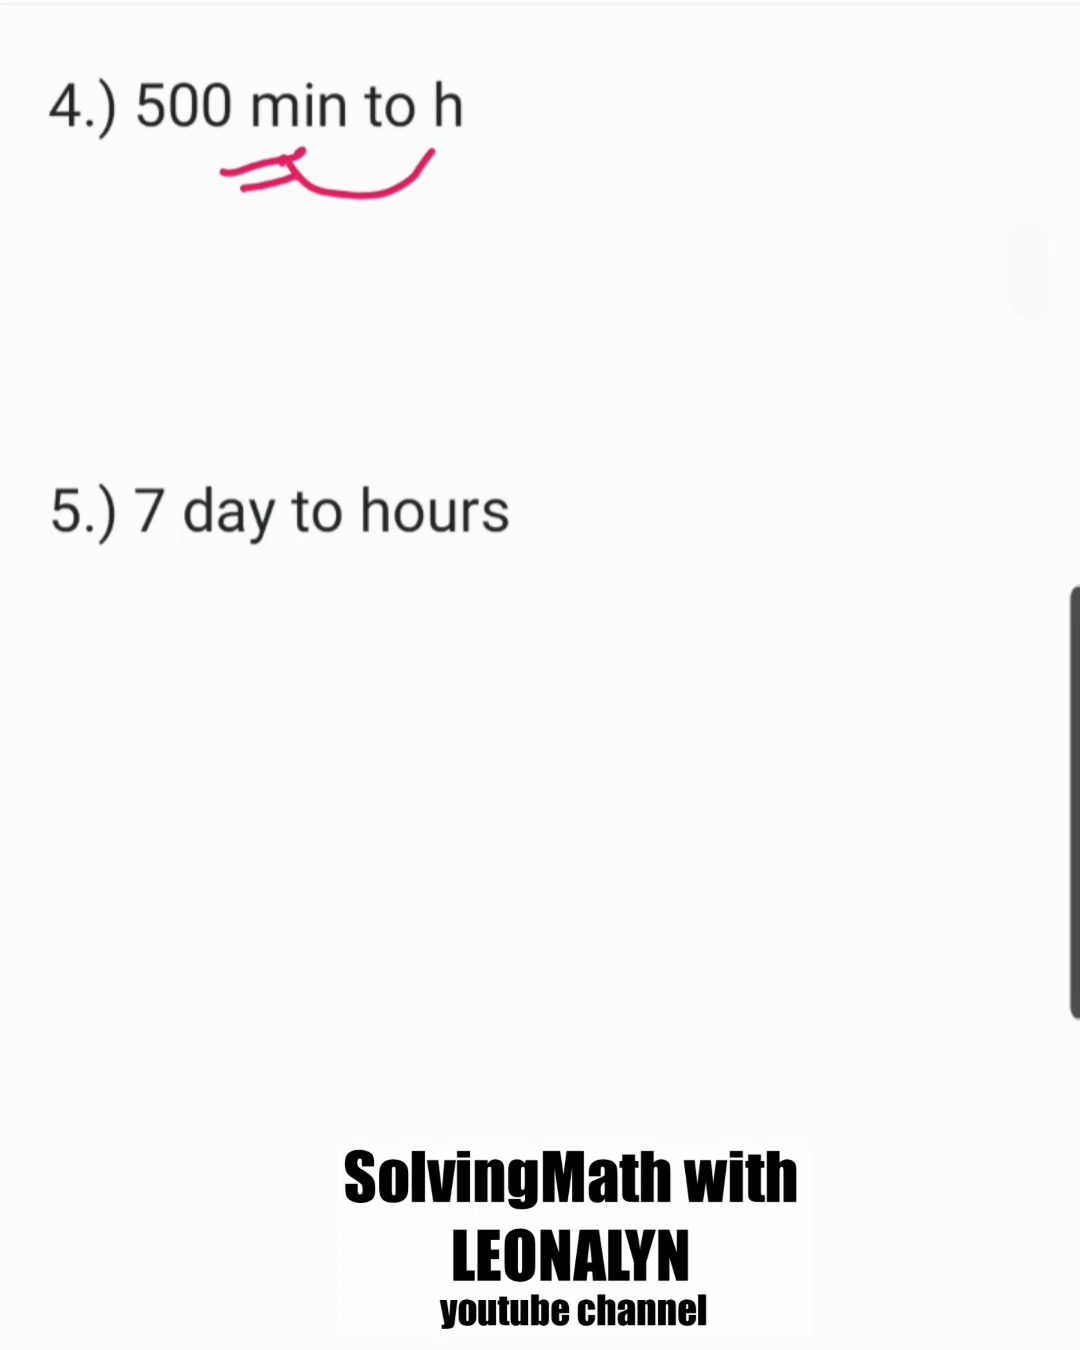 4.) 500 min to h
5.) 7 day to hours
SolvingMath with
LEONALYN
youtube channel